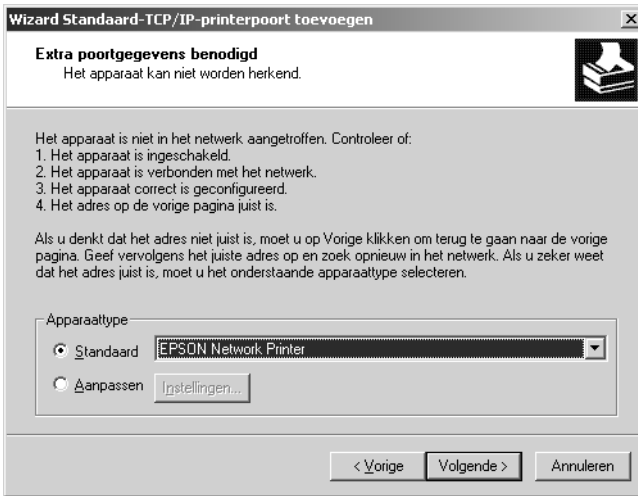 Wizard Standaard-TCP/IP-printerpoort toevoegen
Extra poortgegevens benodigd
Het apparaat kan niet worden herkend.
Het apparaat is niet in het netwerk aangetroffen. Controleer of:
1. Het apparaat is ingeschakeld.
2. Het apparaat is verbonden met het netwerk.
3. Het apparaat correct is geconfigureerd.
4. Het adres op de vorige pagina juist is.
Als u denkt dat het adres niet juist is, moet u op Vorige klikken om terug te gaan naar de vorige
pagina. Geef vervolgens het juiste adres op en zoek opnieuw in het netwerk. Als u zeker weet
dat het adres juist is, moet u het onderstaande apparaattype selecteren.
Apparaattype
Standaard EPSON Network Printer
Aanpassen Instellingen...
< Vorige Volgende > Annuleren